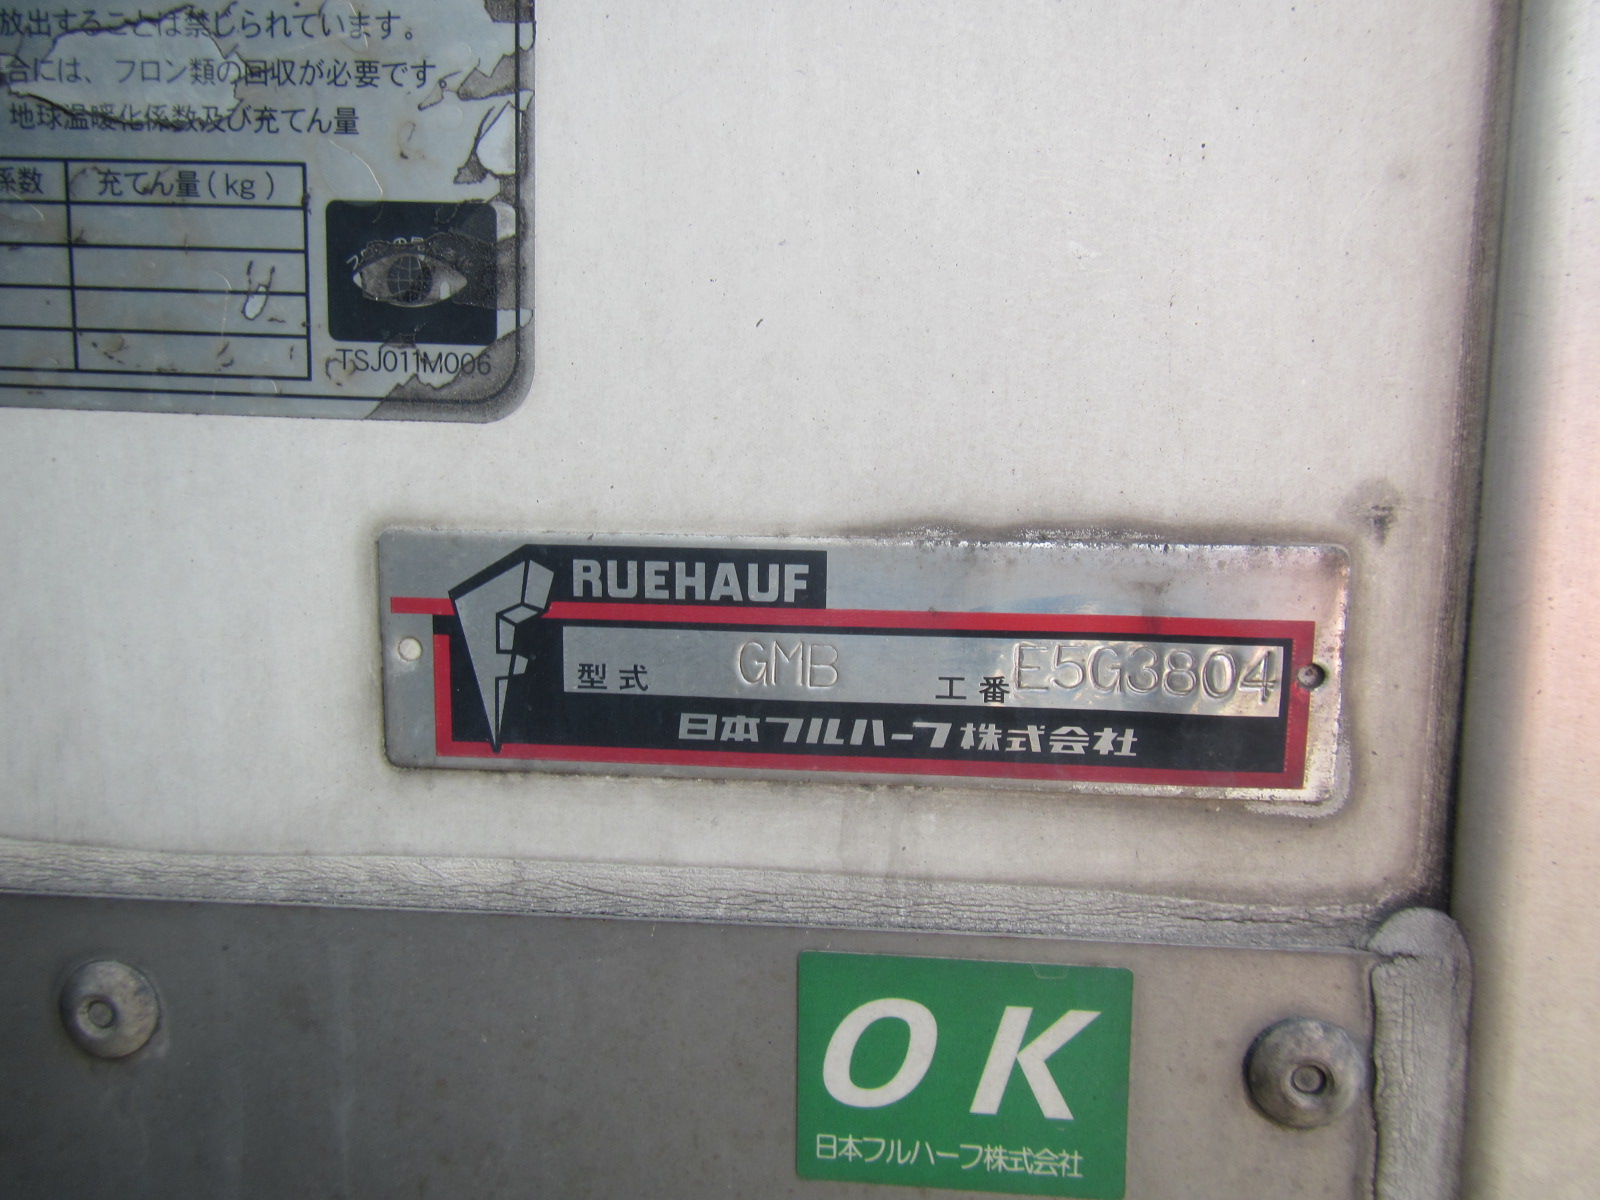 放出することは禁じられています。
合には、フロン類の回収が必要です。
地球温暖化係数及び充てん量
係数 充てん量(kg)
TSJ011M006
RUEHAUF
型式 GMB 工番 E5G3804
日本フルハーフ株式会社
OK
日本フルハーフ株式会社